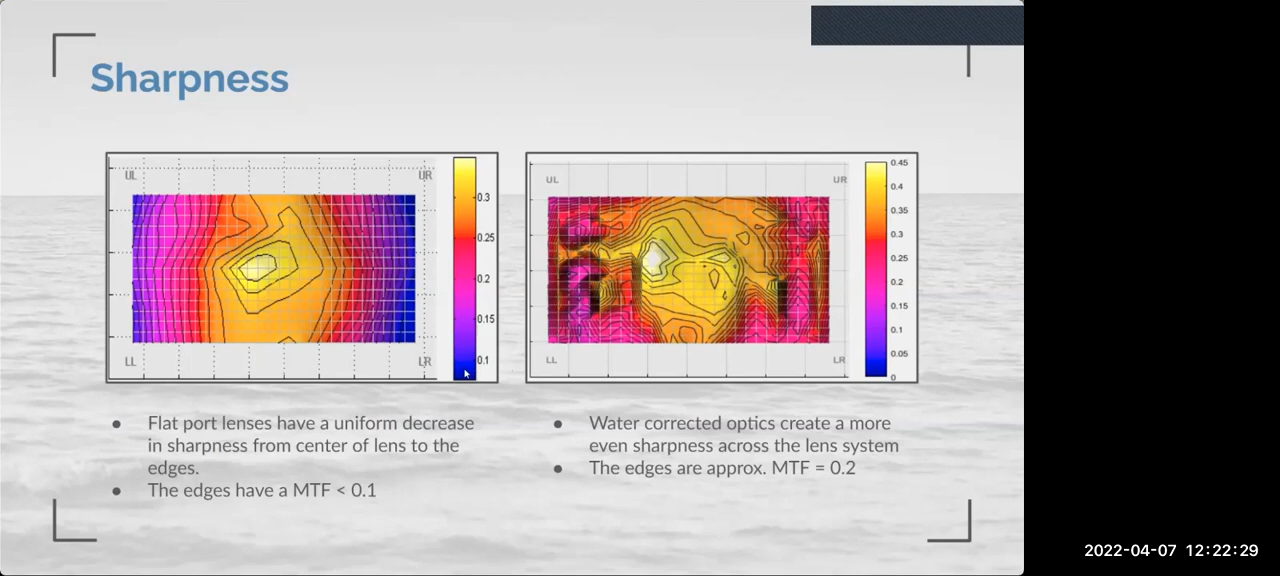 Sharpness
UL
UR
LL
LR
0.3
0.25
0.2
0.15
0.1
UL
UR
LL
LR
0.45
0.4
0.35
0.3
0.25
0.2
0.15
0.1
0.05
0
● Flat port lenses have a uniform decrease
in sharpness from center of lens to the
edges.
● The edges have a MTF < 0.1
● Water corrected optics create a more
even sharpness across the lens system
● The edges are approx. MTF = 0.2
2022-04-07 12:22:29